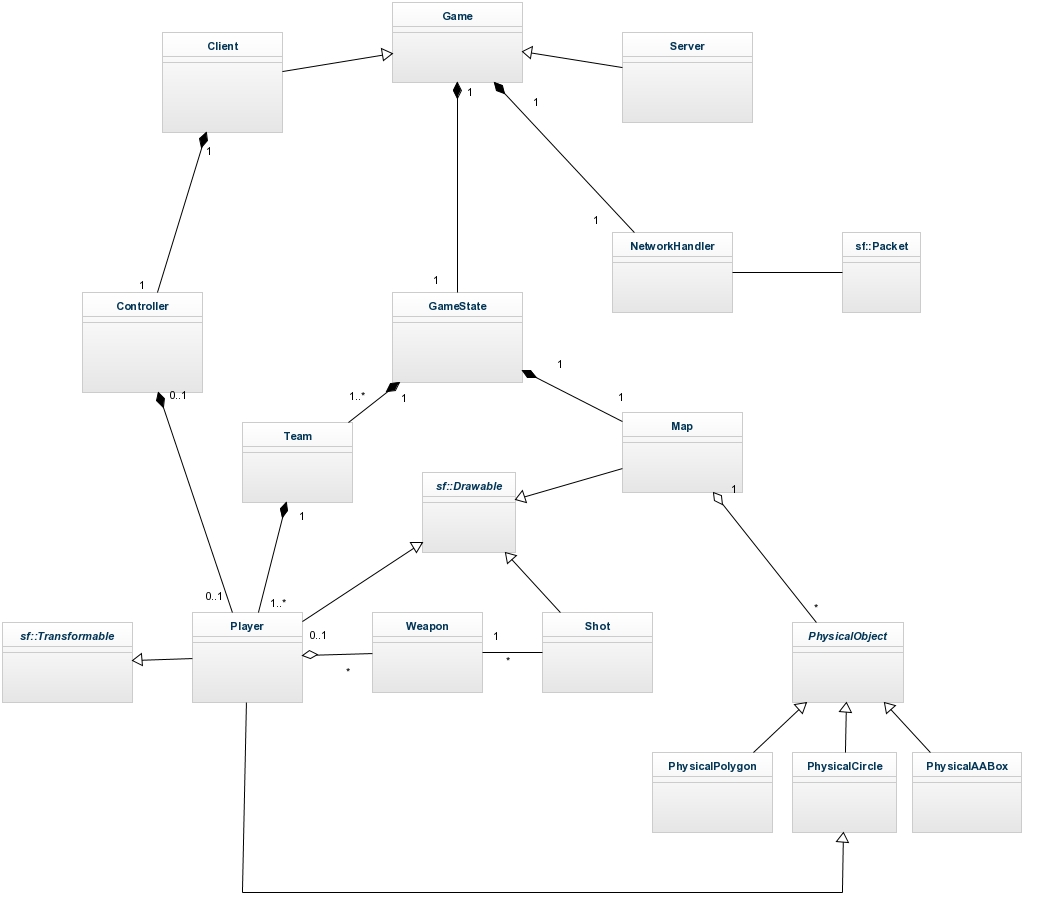 Game
Client
Server
1
1
1
1
NetworkHandler
sf::Packet
1
1
Controller
GameState
1
1
0..1
1..*
1
1
Map
Team
sf::Drawable
1
1
0..1
1..*
*
Player
Weapon
Shot
sf::Transformable
PhysicalObject
0..1
1
*
*
PhysicalPolygon
PhysicalCircle
PhysicalAABox